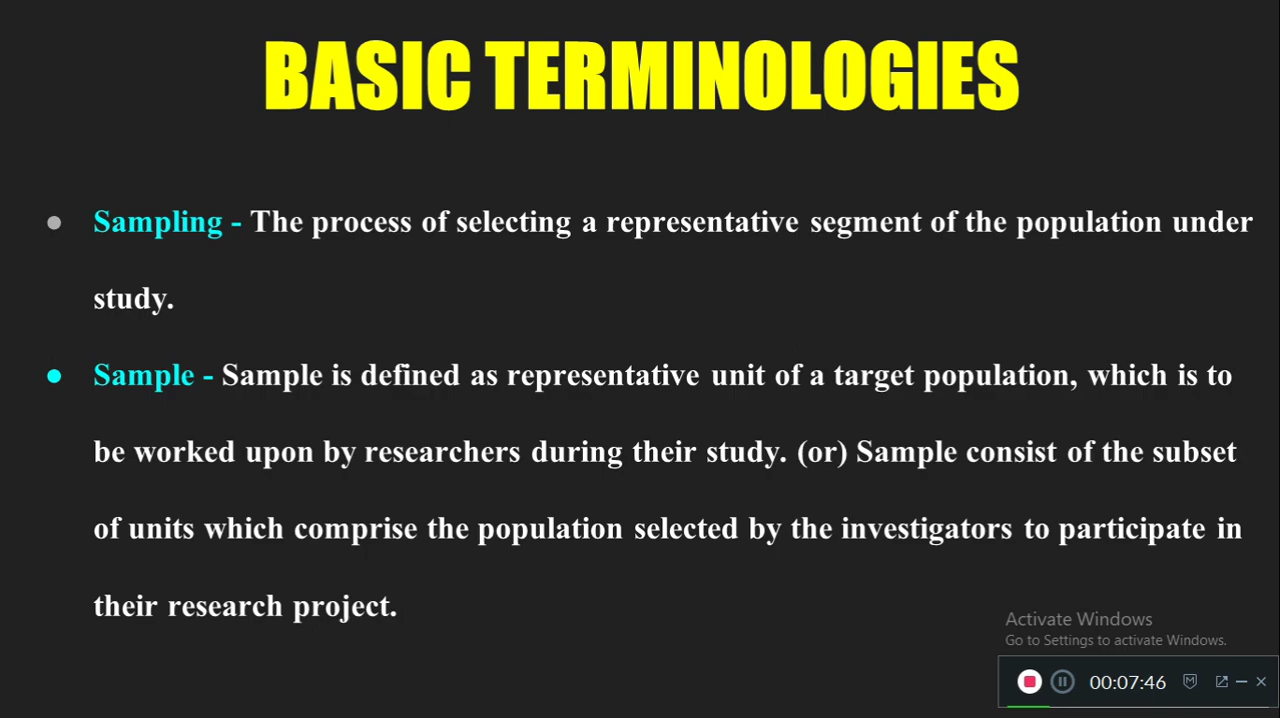 BASIC TERMINOLOGIES
● Sampling - The process of selecting a representative segment of the population under
study.
● Sample - Sample is defined as representative unit of a target population, which is to
be worked upon by researchers during their study. (or) Sample consist of the subset
of units which comprise the population selected by the investigators to participate in
their research project.
Activate Windows
Go to Settings to activate Windows.
00:07:46